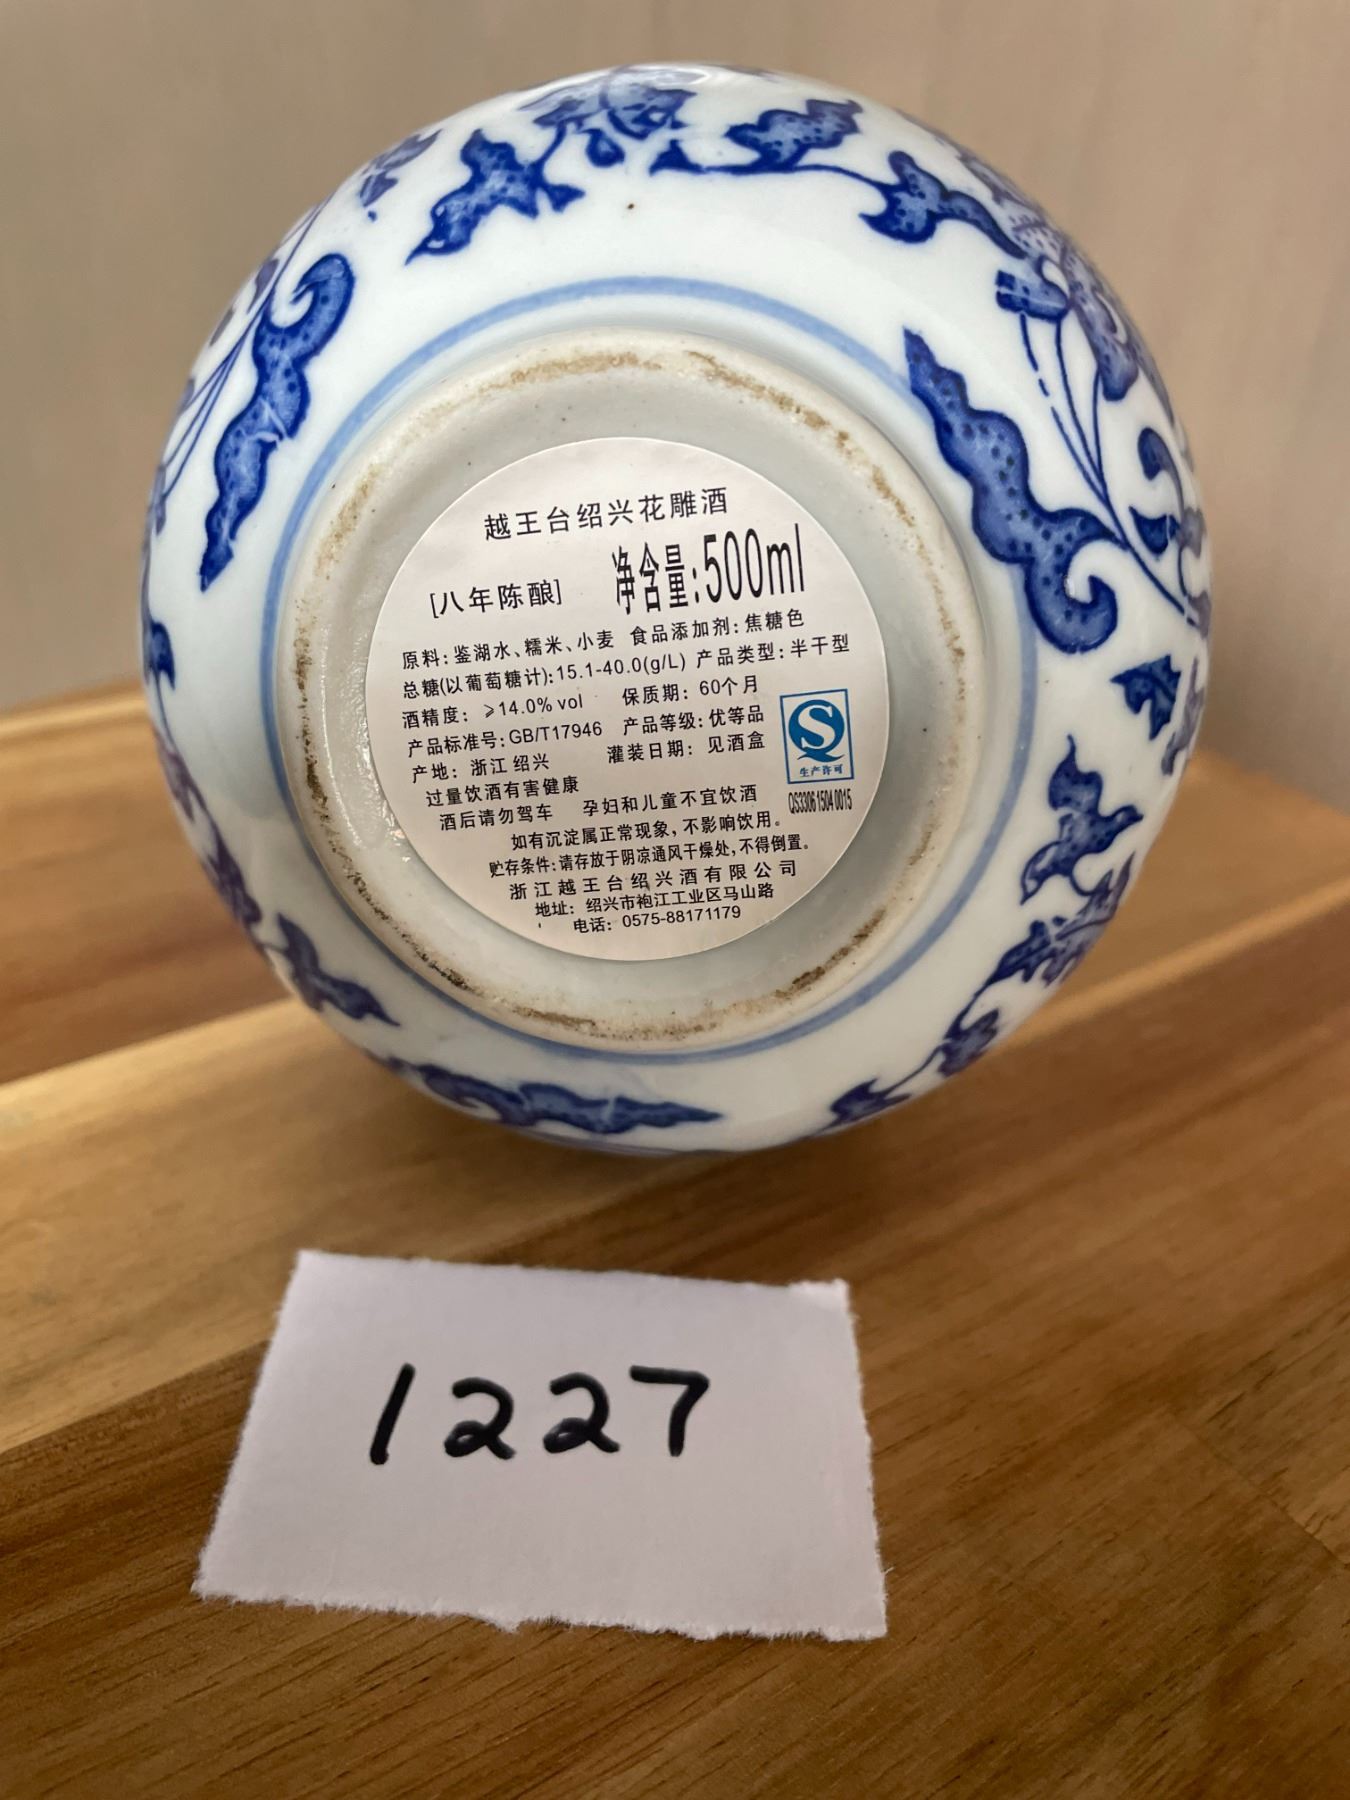 越王台绍兴花雕酒
[八年陈酿] 净含量:500ml
原料:鉴湖水、糯米、小麦 食品添加剂:焦糖色
总糖(以葡萄糖计):15.1-40.0(g/L) 产品类型:半干型
酒精度: ≥14.0% vol 保质期: 60个月
产品标准号:GB/T17946 产品等级:优等品
产地: 浙江 绍兴 灌装日期: 见酒盒
过量饮酒有害健康
酒后请勿驾车 孕妇和儿童不宜饮酒
生产许可
QS3306 1504 0015
如有沉淀属正常现象,不影响饮用。
贮存条件:请存放于阴凉通风干燥处,不得倒置。
浙江越王台绍兴酒有限公司
地址: 绍兴市袍江工业区马山路
电话: 0575-88171179
1227